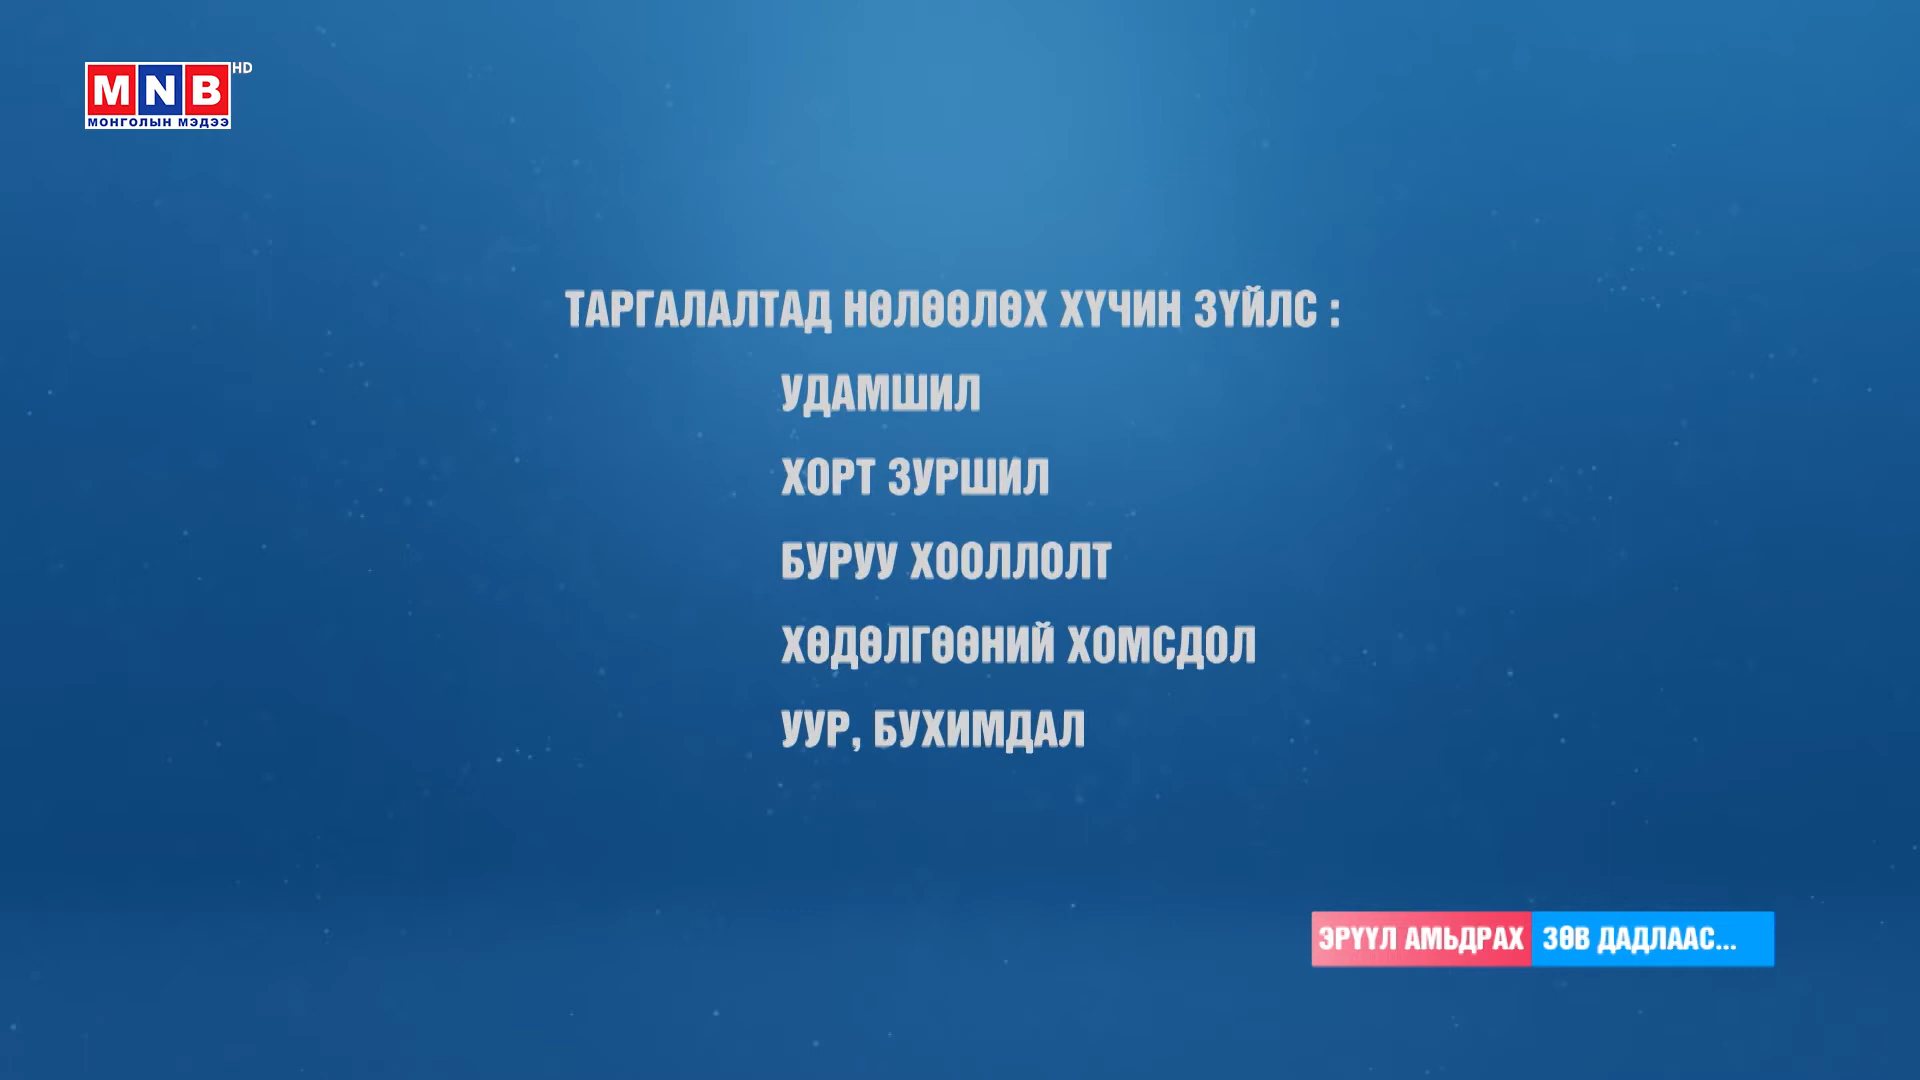 MNB HD
МОНГОЛЫН МЭДЭЭ
ТАРГАЛАЛТАД НӨЛӨӨЛӨХ ХҮЧИН ЗҮЙЛС :
УДАМШИЛ
ХОРТ ЗУРШИЛ
БУРУУ ХООЛЛОЛТ
ХӨДӨЛГӨӨНИЙ ХОМСДОЛ
УУР, БУХИМДАЛ
ЭРҮҮЛ АМЬДРАХ ЗӨВ ДАДЛААС...